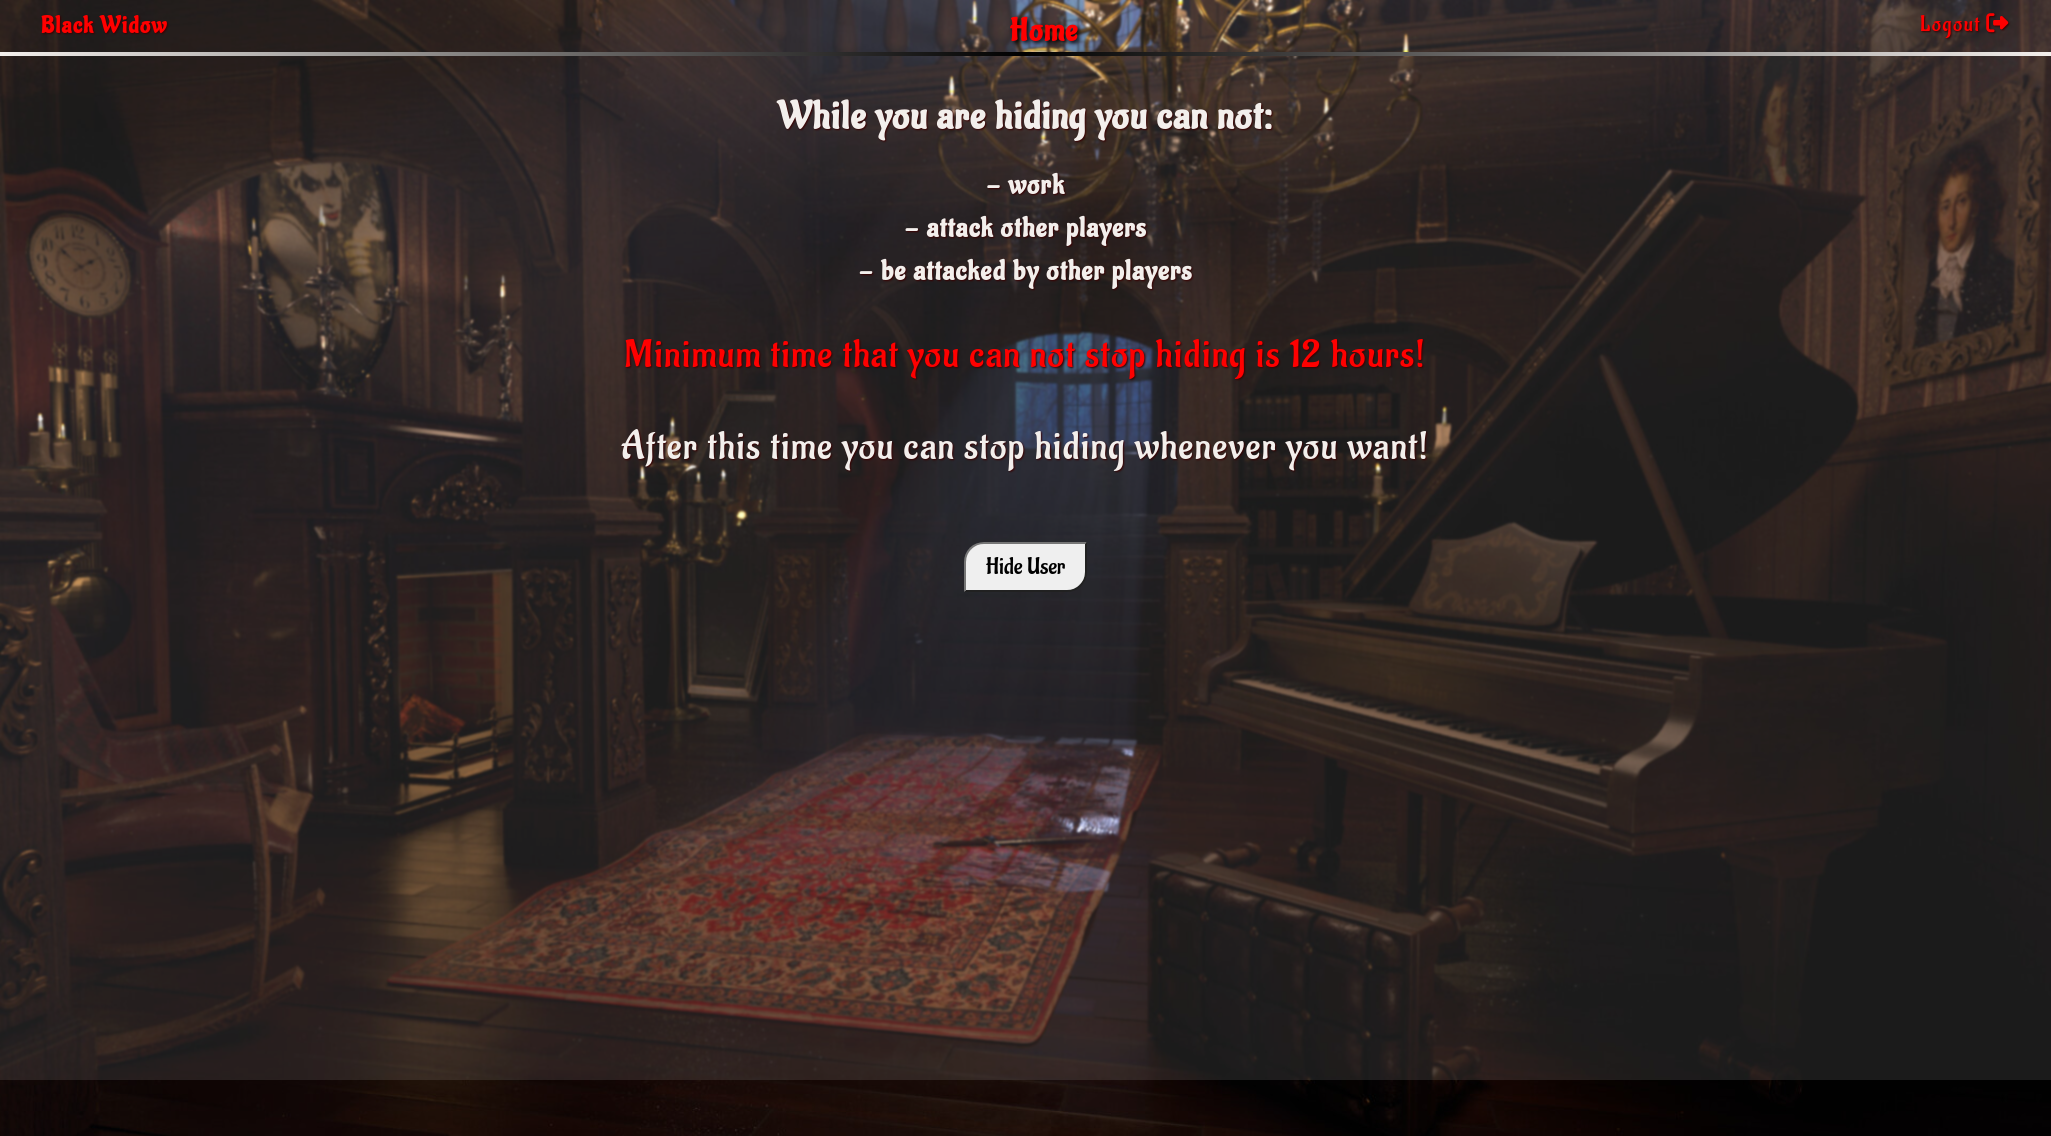 Black Widow
Home
Logout
While you are hiding you can not:
- work
- attack other players
- be attacked by other players
Minimum time that you can not stop hiding is 12 hours!
After this time you can stop hiding whenever you want!
Hide User